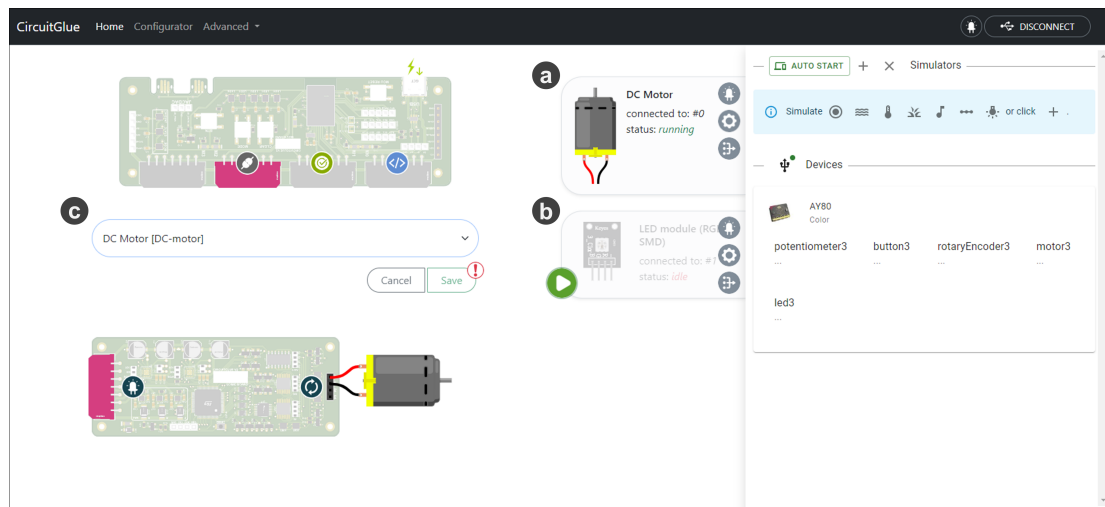 CircuitGlue Home Configurator Advanced DISCONNECT
a
DC Motor
connected to: #0
status: running
b
LED module (RG
SMD)
connected to: #1
status: idle
c
DC Motor [DC-motor]
Cancel Save !
AUTO START + × Simulators
Simulate or click + .
Devices
AY80
Color
potentiometer3 button3 rotaryEncoder3 motor3
... ... ... ...
led3
...